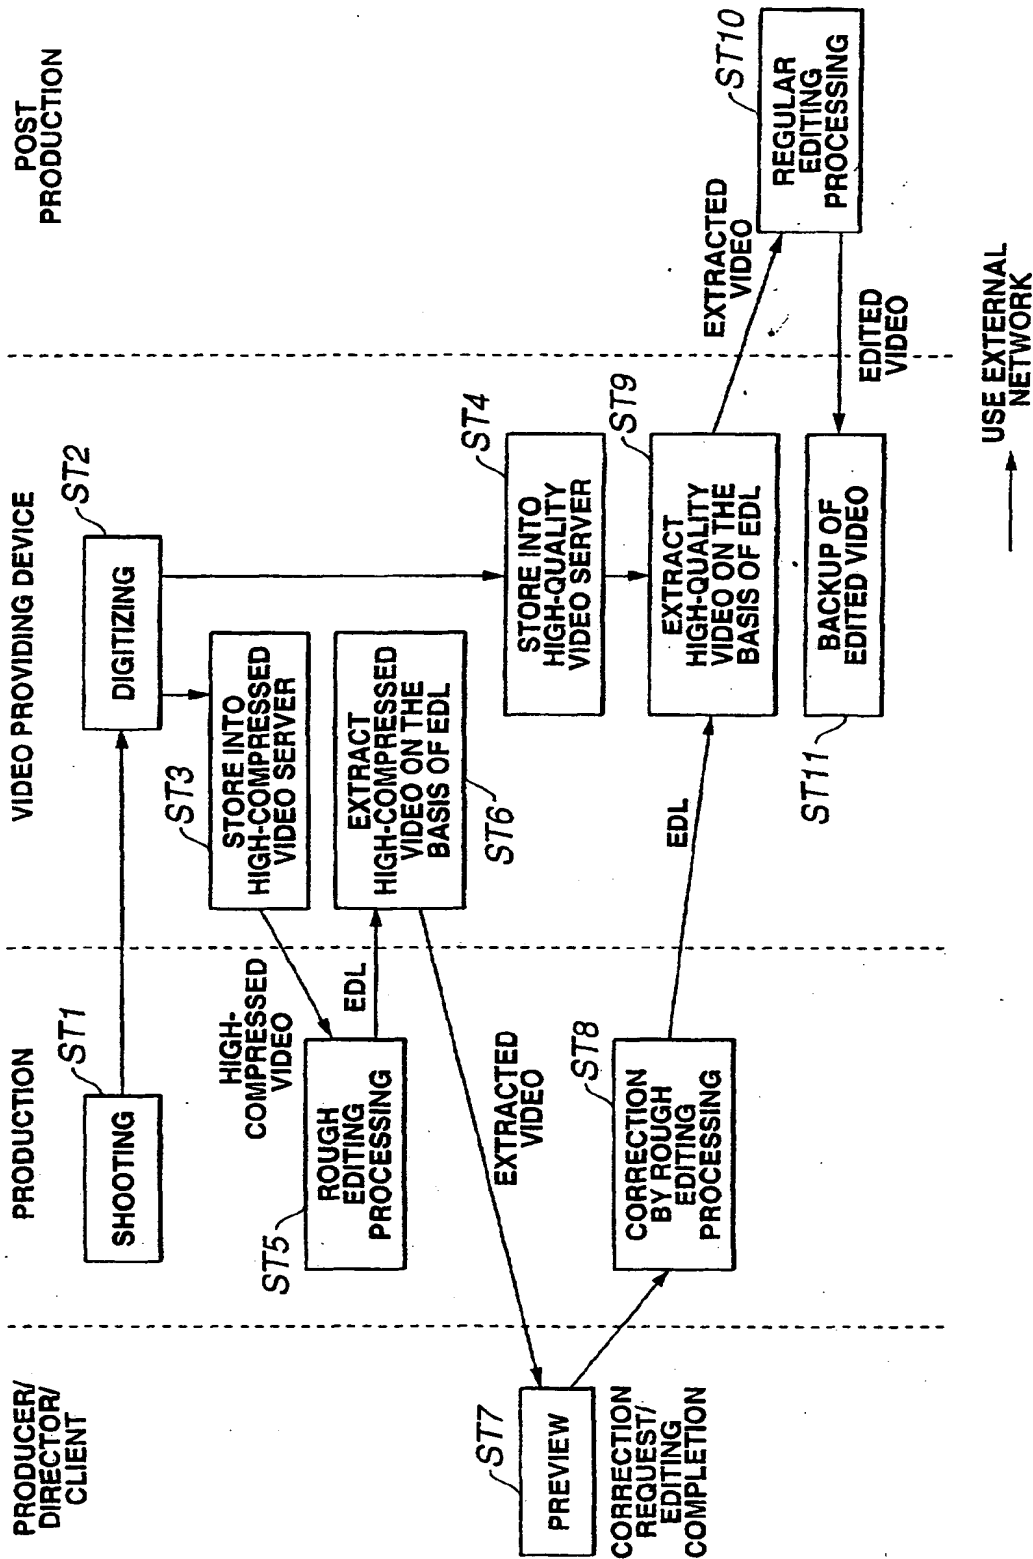 PRODUCER/
DIRECTOR/
CLIENT
PRODUCTION
VIDEO PROVIDING DEVICE
POST
PRODUCTION
ST1
SHOOTING
ST2
DIGITIZING
ST3
STORE INTO
HIGH-COMPRESSED
VIDEO SERVER
HIGH-
COMPRESSED
VIDEO
ST5
ROUGH
EDITING
PROCESSING
EDL
EXTRACT
HIGH-COMPRESSED
VIDEO ON THE
BASIS OF EDL
ST6
EXTRACTED
VIDEO
ST4
STORE INTO
HIGH-QUALITY
VIDEO SERVER
ST7
PREVIEW
CORRECTION
REQUEST/
EDITING
COMPLETION
ST8
CORRECTION
BY ROUGH
EDITING
PROCESSING
EDL
ST9
EXTRACT
HIGH-QUALITY
VIDEO ON THE
BASIS OF EDL
EXTRACTED
VIDEO
ST10
REGULAR
EDITING
PROCESSING
EDITED
VIDEO
BACKUP OF
EDITED VIDEO
ST11
USE EXTERNAL
NETWORK